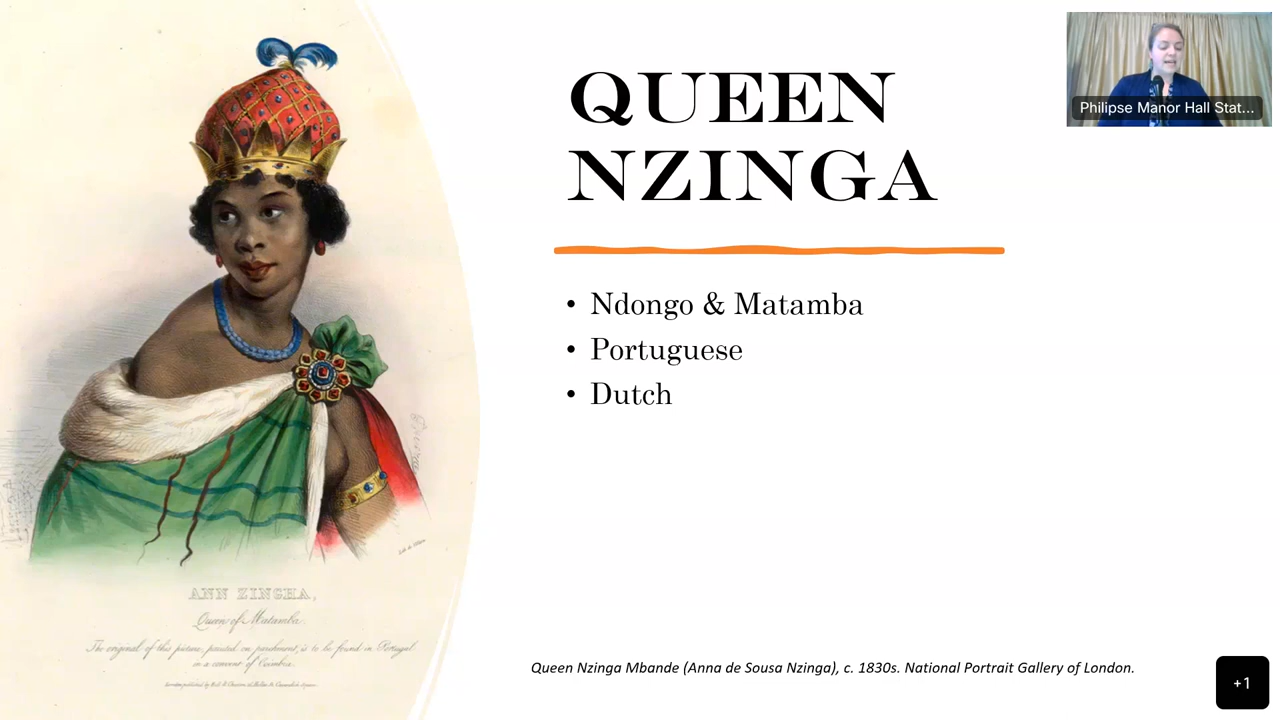 QUEEN
NZINGA
• Ndongo & Matamba
• Portuguese
• Dutch
Philipse Manor Hall Stat...
ANN ZINGHA,
Queen of Matamba.
The original of this picture, painted on parchment, is to be found in Portugal
in a convent of Coimbra.
Queen Nzinga Mbande (Anna de Sousa Nzinga), c. 1830s. National Portrait Gallery of London.
+1